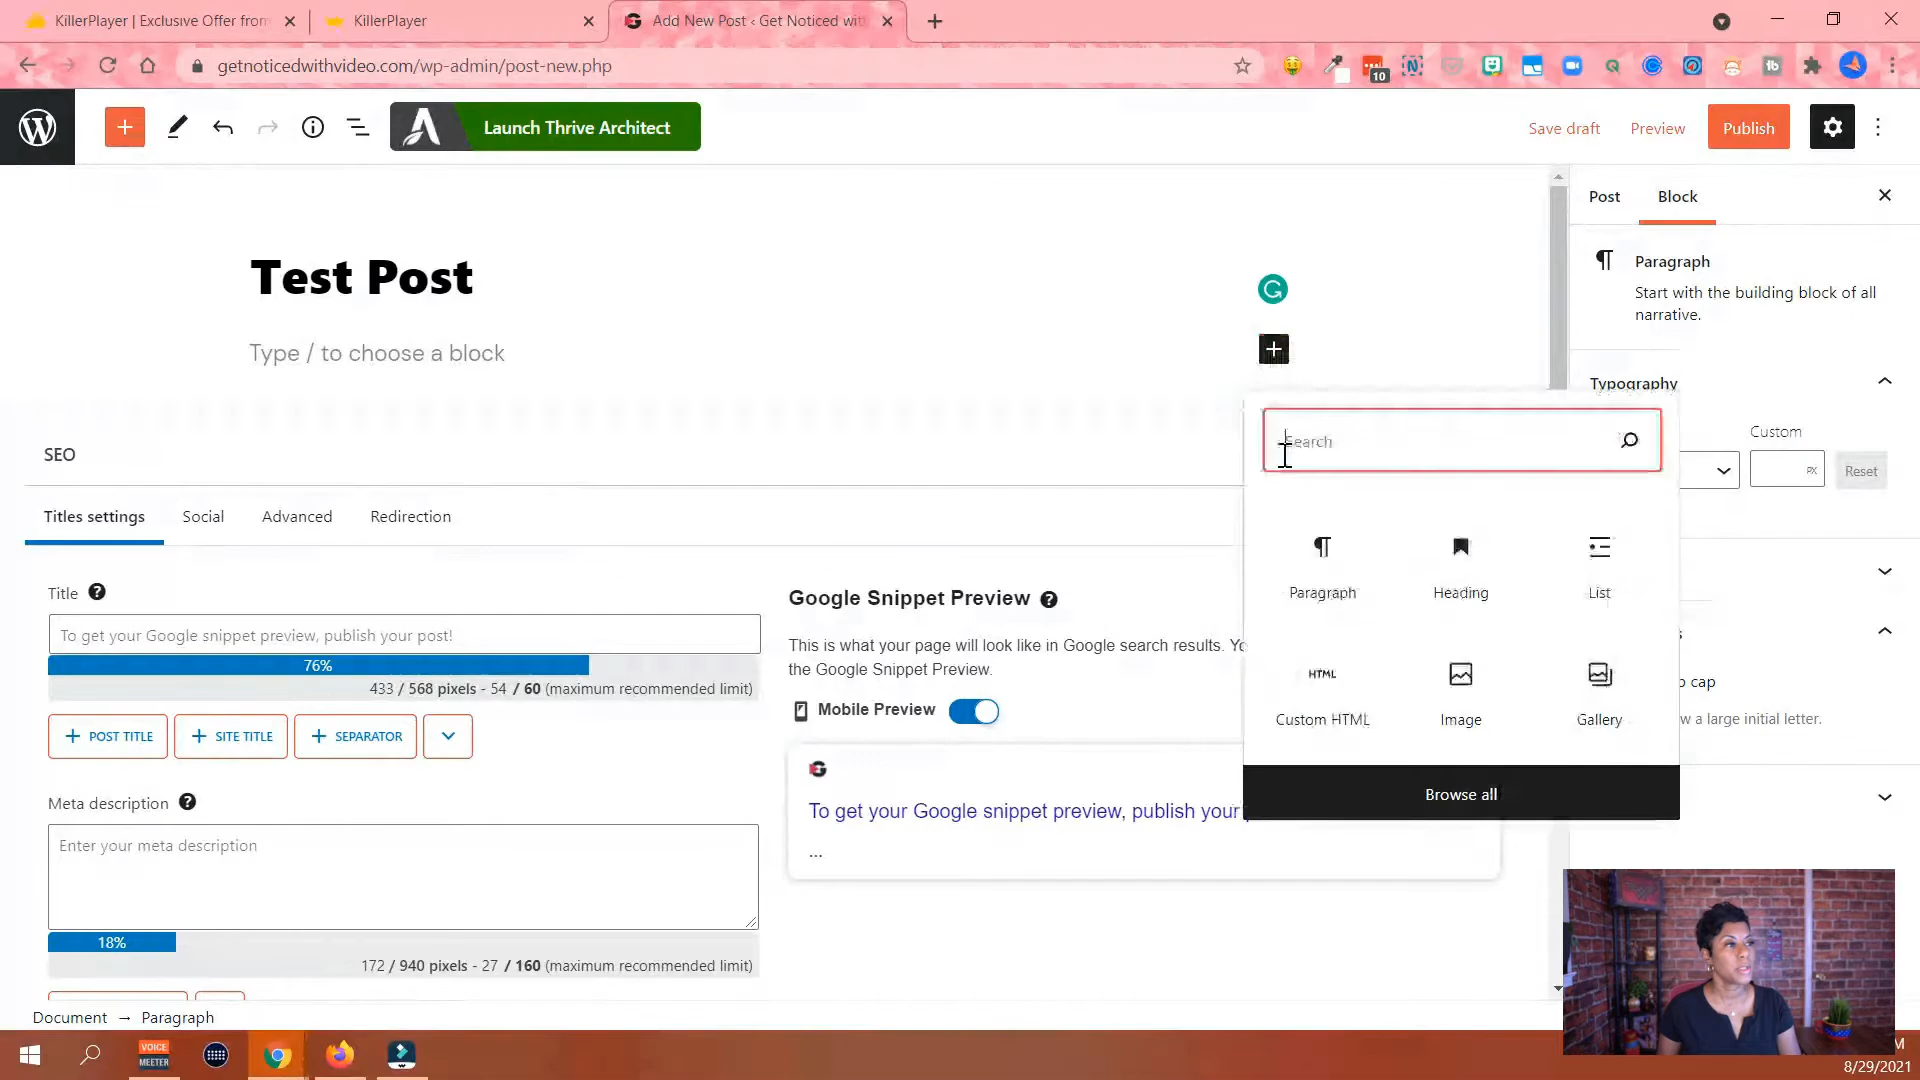 KillerPlayer | Exclusive Offer from
KillerPlayer
Add New Post ‹ Get Noticed with
getnoticedwithvideo.com/wp-admin/post-new.php
10
Launch Thrive Architect
Save draft
Preview
Publish
Test Post
Type / to choose a block
Post
Block
Paragraph
Start with the building block of all
narrative.
Typography
Custom
PX
Reset
Search
Paragraph
Heading
List
Custom HTML
Image
Gallery
Browse all
w a large initial letter.
SEO
Titles settings
Social
Advanced
Redirection
Title
To get your Google snippet preview, publish your post!
76%
433 / 568 pixels - 54 / 60 (maximum recommended limit)
POST TITLE
SITE TITLE
SEPARATOR
Meta description
Enter your meta description
18%
172 / 940 pixels - 27 / 160 (maximum recommended limit)
Google Snippet Preview
This is what your page will look like in Google search results. Yo
the Google Snippet Preview.
Mobile Preview
To get your Google snippet preview, publish your
...
Document → Paragraph
VOICE
MEETER
8/29/2021